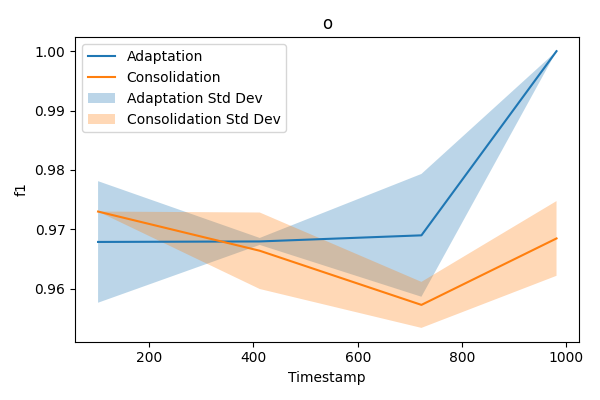 o
1.00
0.99
0.98
0.97
0.96
f1
Adaptation
Consolidation
Adaptation Std Dev
Consolidation Std Dev
200
400
600
800
1000
Timestamp